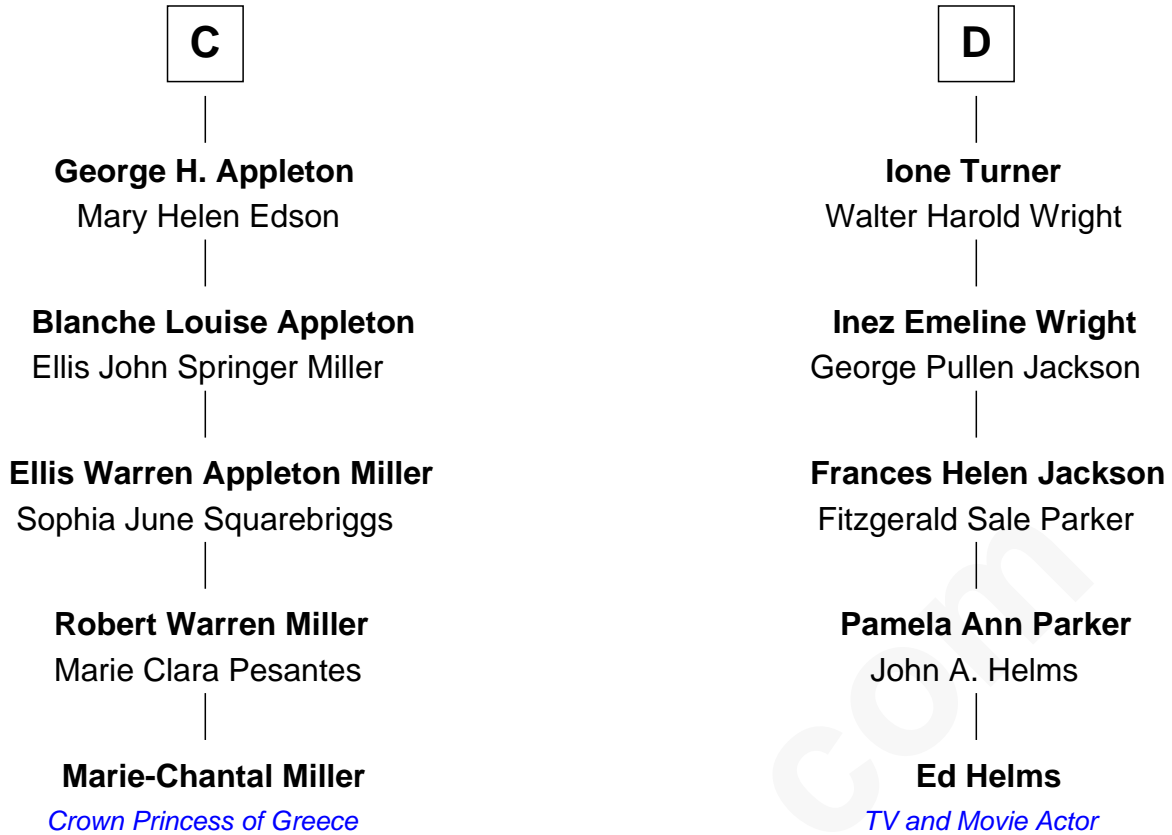 C
George H. Appleton
Mary Helen Edson
Blanche Louise Appleton
Ellis John Springer Miller
Ellis Warren Appleton Miller
Sophia June Squarebriggs
Robert Warren Miller
Marie Clara Pesantes
Marie-Chantal Miller
Crown Princess of Greece
D
Ione Turner
Walter Harold Wright
Inez Emeline Wright
George Pullen Jackson
Frances Helen Jackson
Fitzgerald Sale Parker
Pamela Ann Parker
John A. Helms
Ed Helms
TV and Movie Actor
com